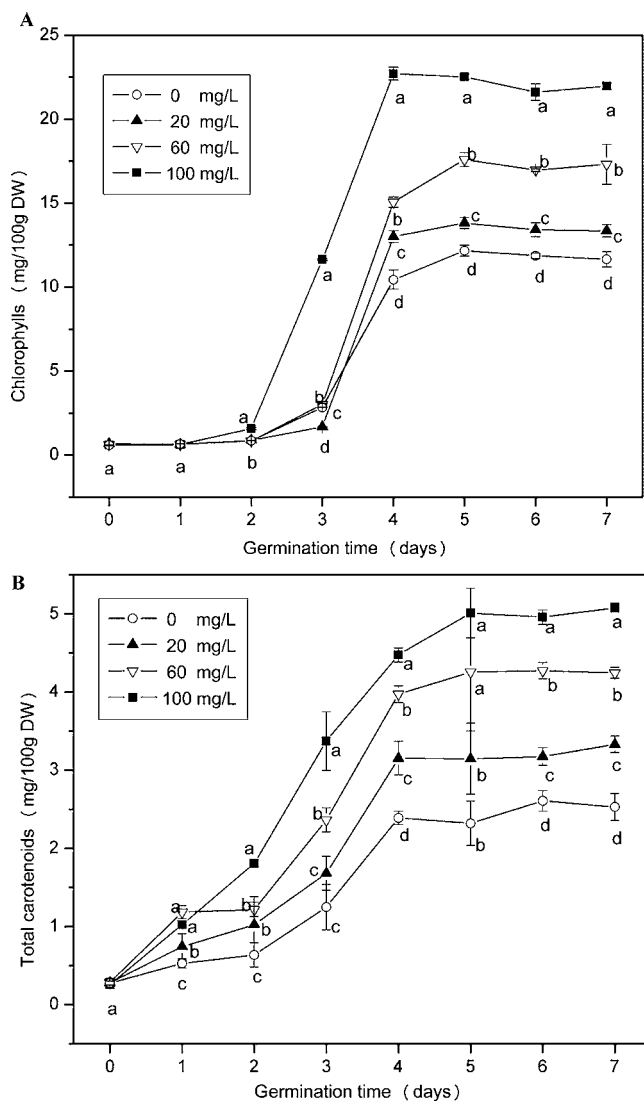 A
25
20
15
10
5
0
Chlorophylls (mg/100g DW)
0 mg/L
20 mg/L
60 mg/L
100 mg/L
a a a a
b b b b
c c c c
d d d d
a
b c
d
a
b
a a
0 1 2 3 4 5 6 7
Germination time (days)
B
5
4
3
2
1
0
Total carotenoids (mg/100g DW)
0 mg/L
20 mg/L
60 mg/L
100 mg/L
a a a a
b a b b
c b c c
d b d d
a
b
c
c
a
b
b
c
a
a
b
c
a
0 1 2 3 4 5 6 7
Germination time (days)